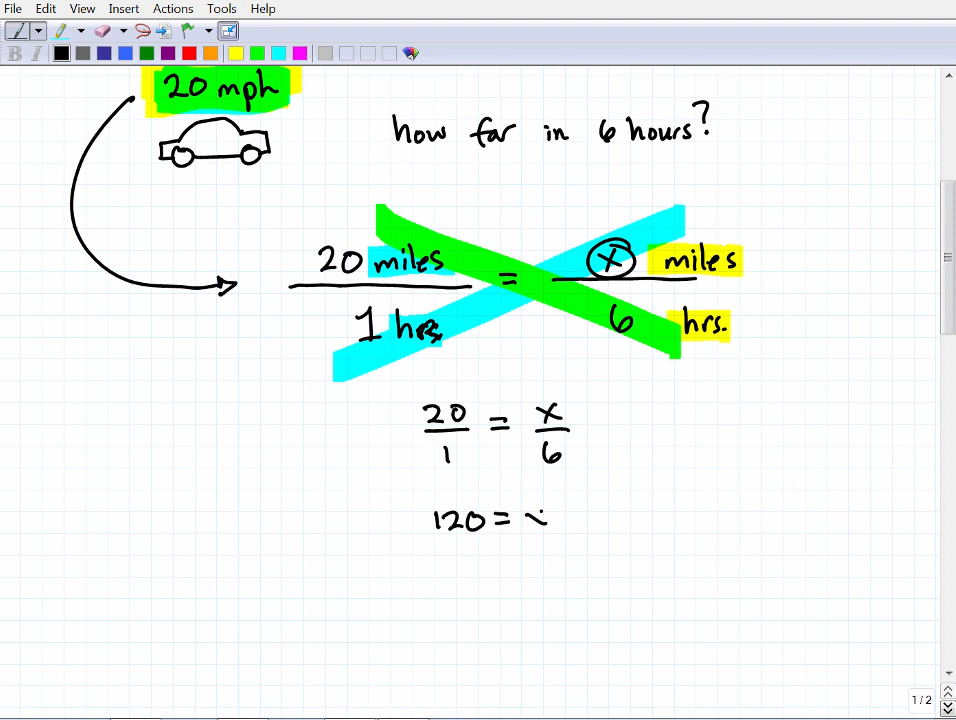 File Edit View Insert Actions Tools Help
B I
20 mph
how far in 6 hours?
20 miles = x miles
1 hrs. 6 hrs.
20 = x
1 6
120 =
1 / 2